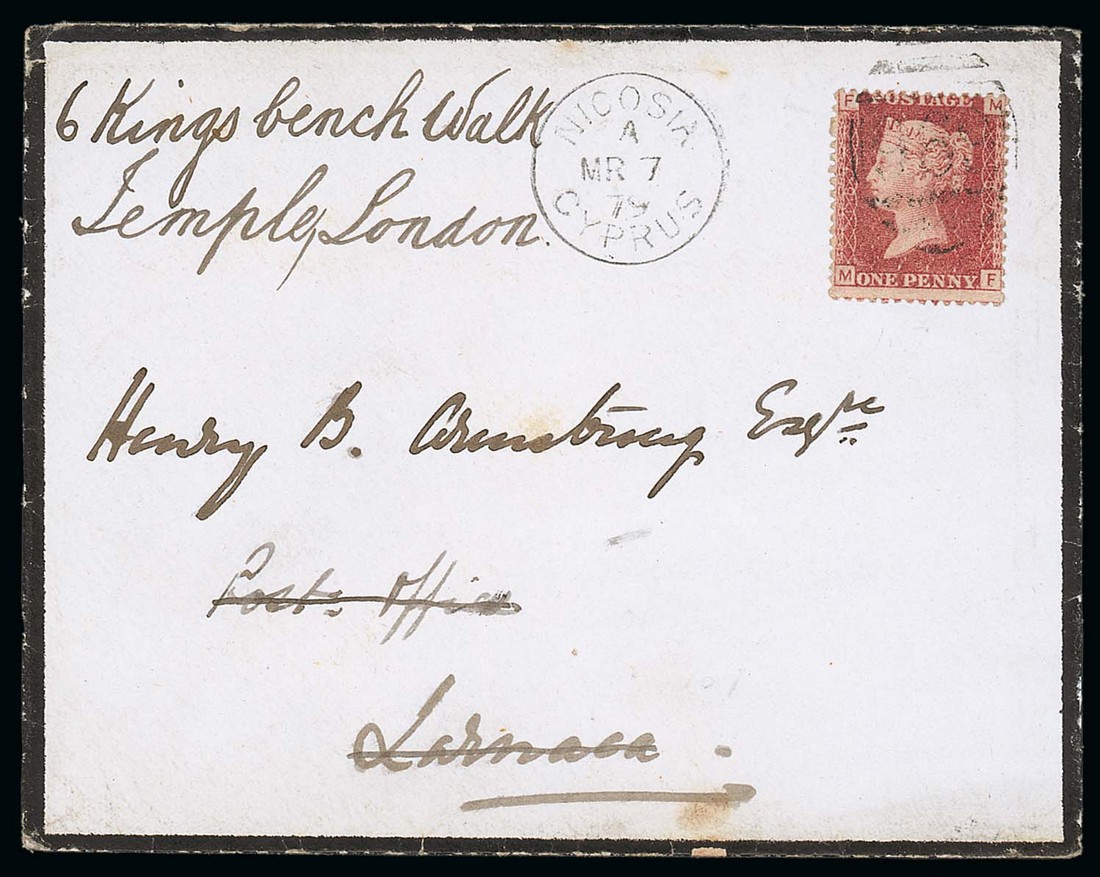 6 Kings bench Walk
Temple, London.
NICOSIA
A
MR 7
79
CYPRUS
F POSTAGE M
M ONE PENNY F
Henry B. Armstrong Esqre
Post Office
Larnaca.